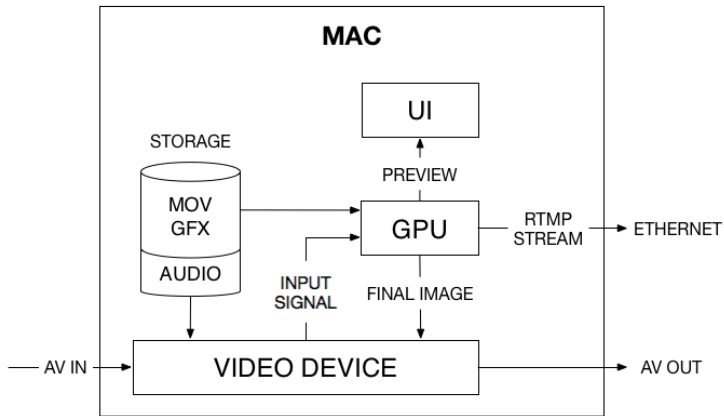 MAC
UI
STORAGE
PREVIEW
MOV
GFX
GPU
RTMP
STREAM
ETHERNET
AUDIO
INPUT
SIGNAL
FINAL IMAGE
AV IN
VIDEO DEVICE
AV OUT